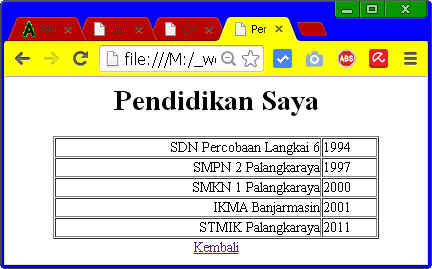 Per
file:///M:/_w
ABS
Pendidikan Saya
SDN Percobaan Langkai 6 1994
SMPN 2 Palangkaraya 1997
SMKN 1 Palangkaraya 2000
IKMA Banjarmasin 2001
STMIK Palangkaraya 2011
Kembali